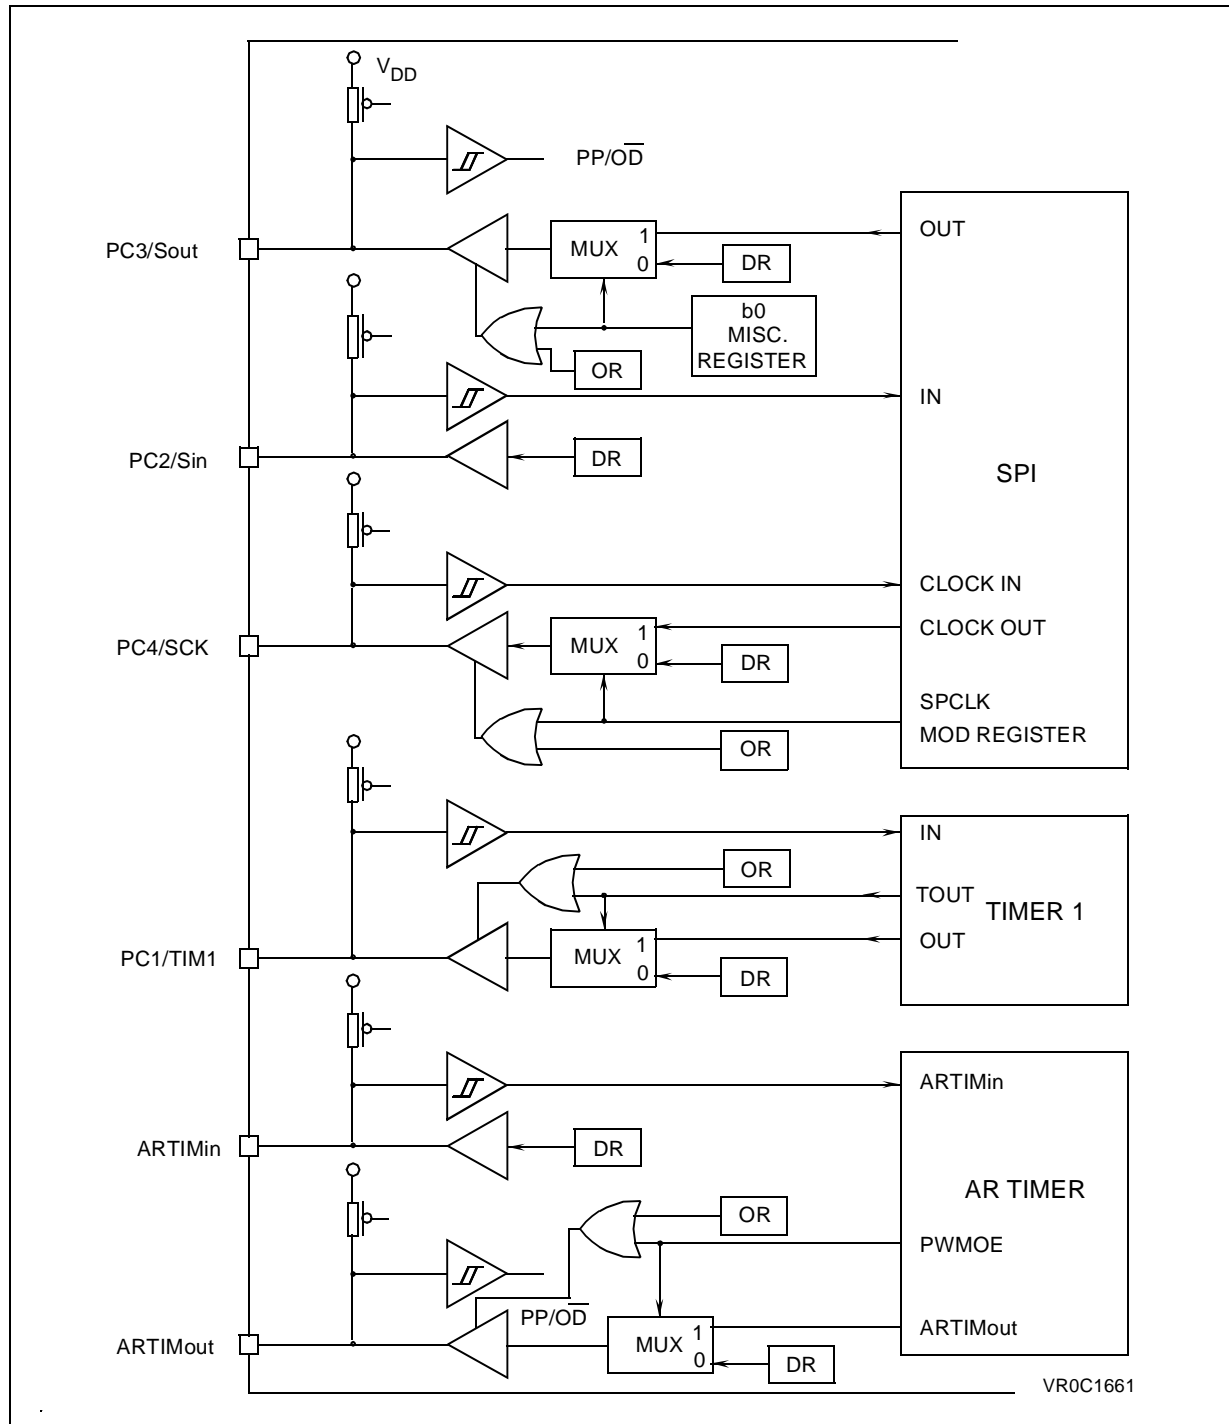 VDD
PP/OD
PC3/Sout
MUX 1
0
OUT
DR
b0
MISC.
REGISTER
OR
IN
PC2/Sin
DR
SPI
CLOCK IN
PC4/SCK
MUX 1
0
CLOCK OUT
DR
SPCLK
MOD REGISTER
OR
IN
OR
TOUT
TIMER 1
PC1/TIM1
MUX 1
0
OUT
DR
ARTIMin
ARTIMin
DR
AR TIMER
OR
PWMOE
PP/OD
ARTIMout
MUX 1
0
ARTIMout
DR
VR0C1661